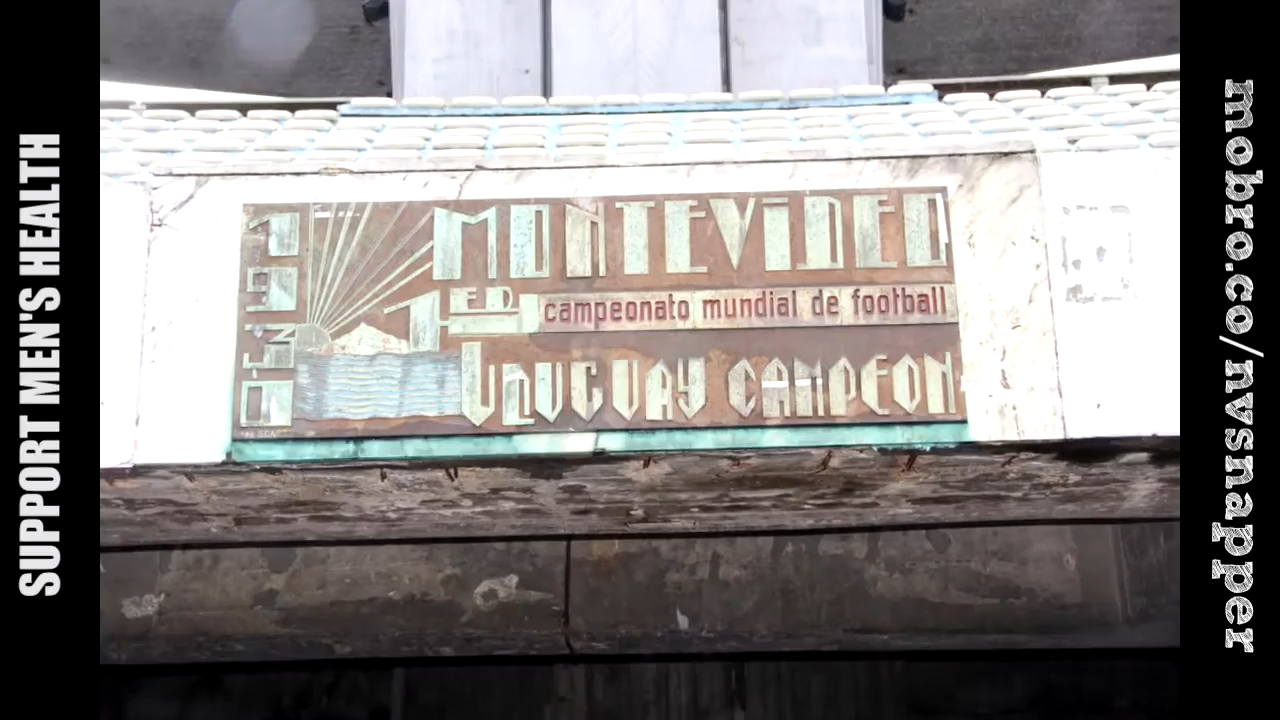 SUPPORT MEN'S HEALTH
1930
MONTEVIDEO
1ER campeonato mundial de football
URUGUAY CAMPEON
mobro.co/nvsnapper